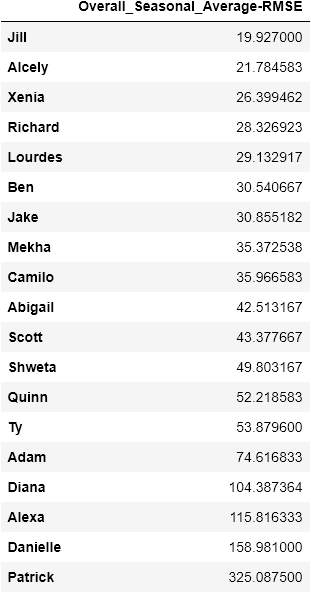 Overall_Seasonal_Average-RMSE
Jill 19.927000
Alcely 21.784583
Xenia 26.399462
Richard 28.326923
Lourdes 29.132917
Ben 30.540667
Jake 30.855182
Mekha 35.372538
Camilo 35.966583
Abigail 42.513167
Scott 43.377667
Shweta 49.803167
Quinn 52.218583
Ty 53.879600
Adam 74.616833
Diana 104.387364
Alexa 115.816333
Danielle 158.981000
Patrick 325.087500